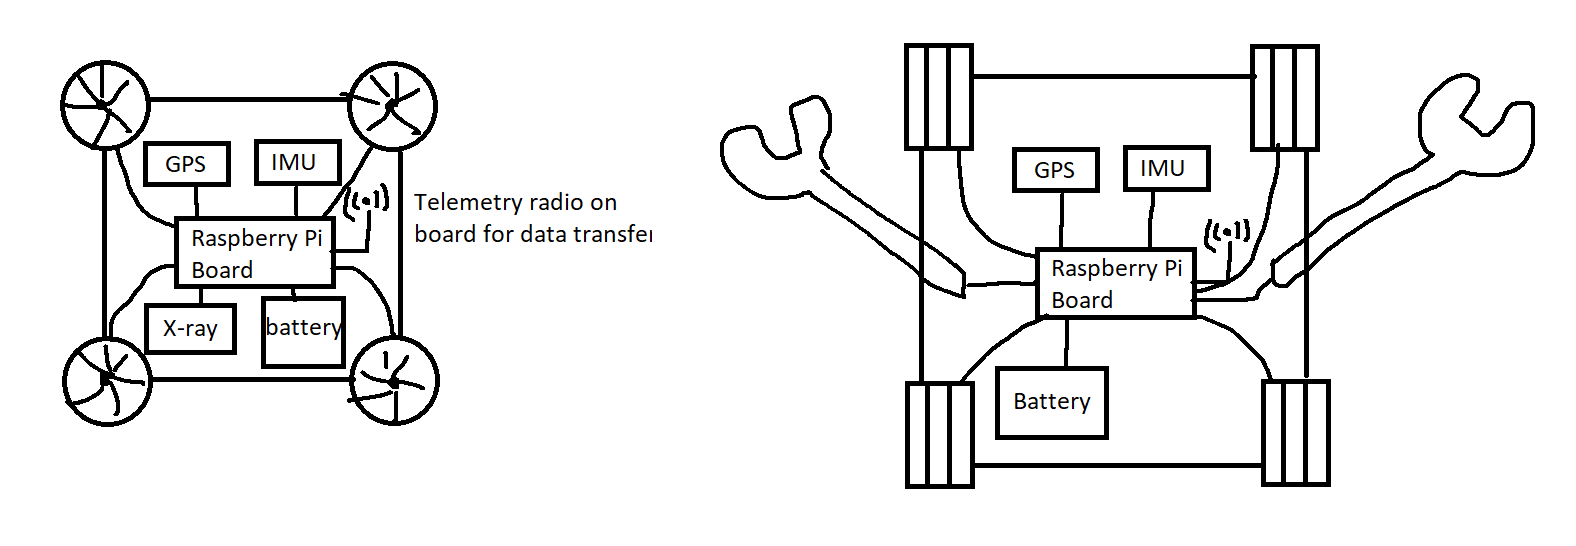 GPS
IMU
Telemetry radio on
board for data transfer
Raspberry Pi
Board
X-ray
battery
GPS
IMU
Raspberry Pi
Board
Battery